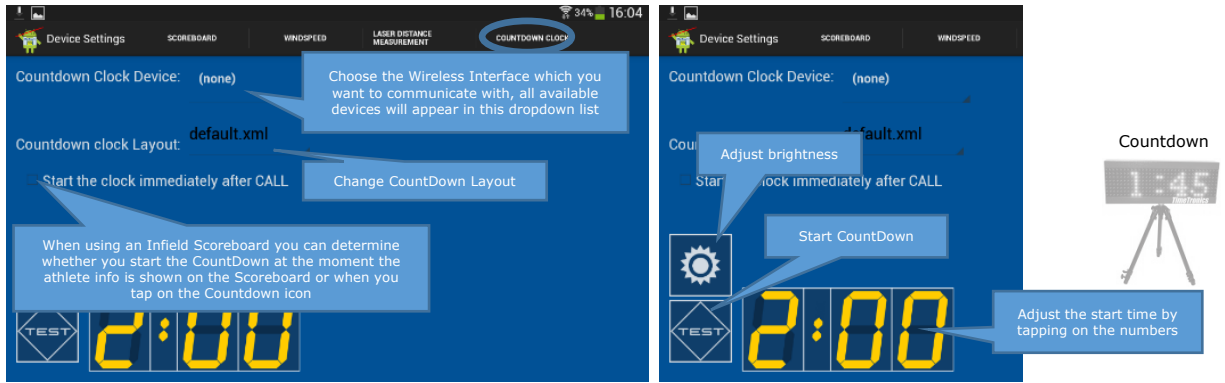 34% 16:04
Device Settings SCOREBOARD WINDSPEED LASER DISTANCE MEASUREMENT COUNTDOWN CLOCK
Countdown Clock Device: (none)
Choose the Wireless Interface which you
want to communicate with, all available
devices will appear in this dropdown list
Countdown clock Layout: default.xml
Change CountDown Layout
Start the clock immediately after CALL
When using an Infield Scoreboard you can determine
whether you start the CountDown at the moment the
athlete info is shown on the Scoreboard or when you
tap on the Countdown icon
TEST 2:00
Device Settings SCOREBOARD WINDSPEED
Countdown Clock Device: (none)
Cou default.xml
Adjust brightness
Star lock immediately after CALL
Start CountDown
TEST 2:00
Adjust the start time by
tapping on the numbers
Countdown
1:45
TimeTronics